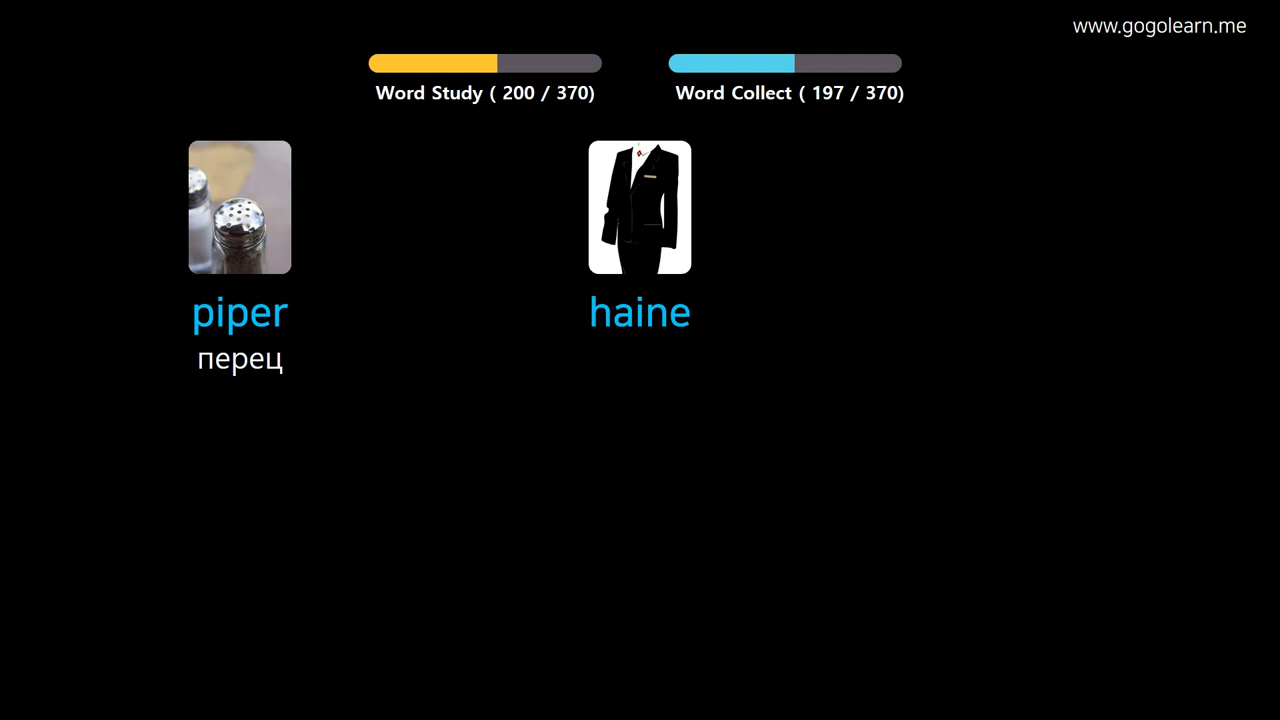 www.gogolearn.me
Word Study ( 200 / 370)
Word Collect ( 197 / 370)
piper
haine
перец